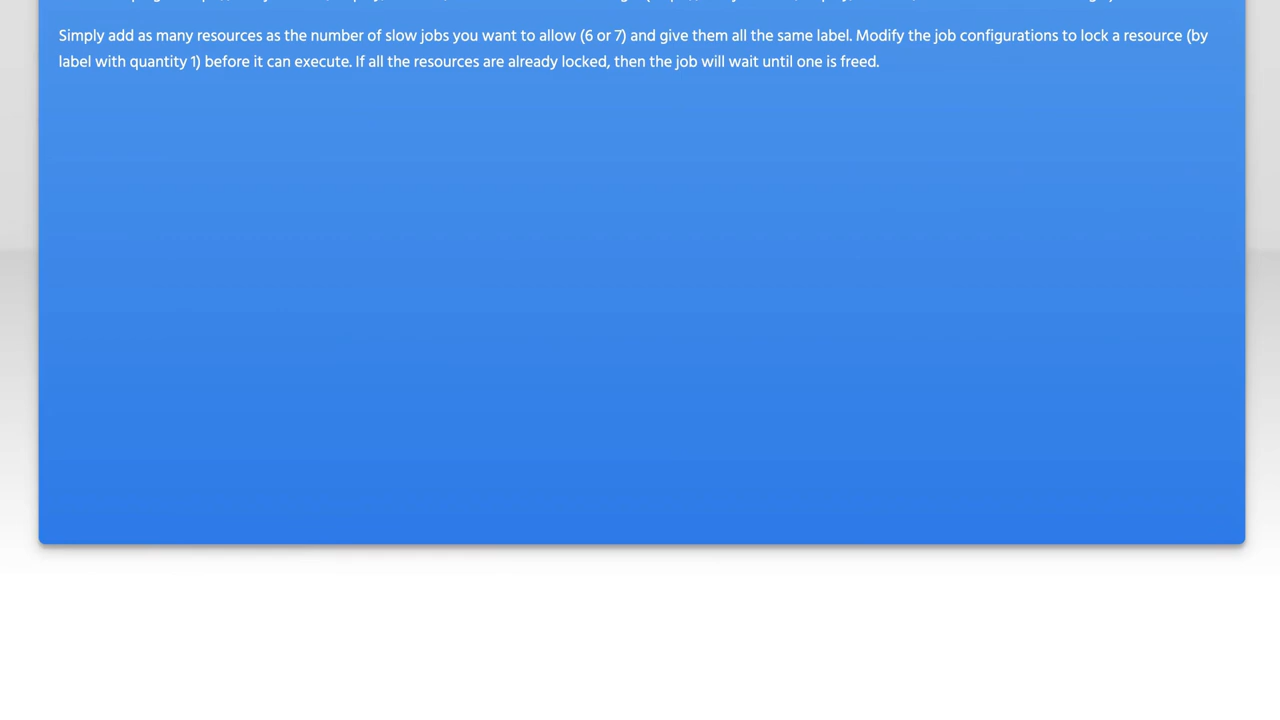 Simply add as many resources as the number of slow jobs you want to allow (6 or 7) and give them all the same label. Modify the job configurations to lock a resource (by
label with quantity 1) before it can execute. If all the resources are already locked, then the job will wait until one is freed.